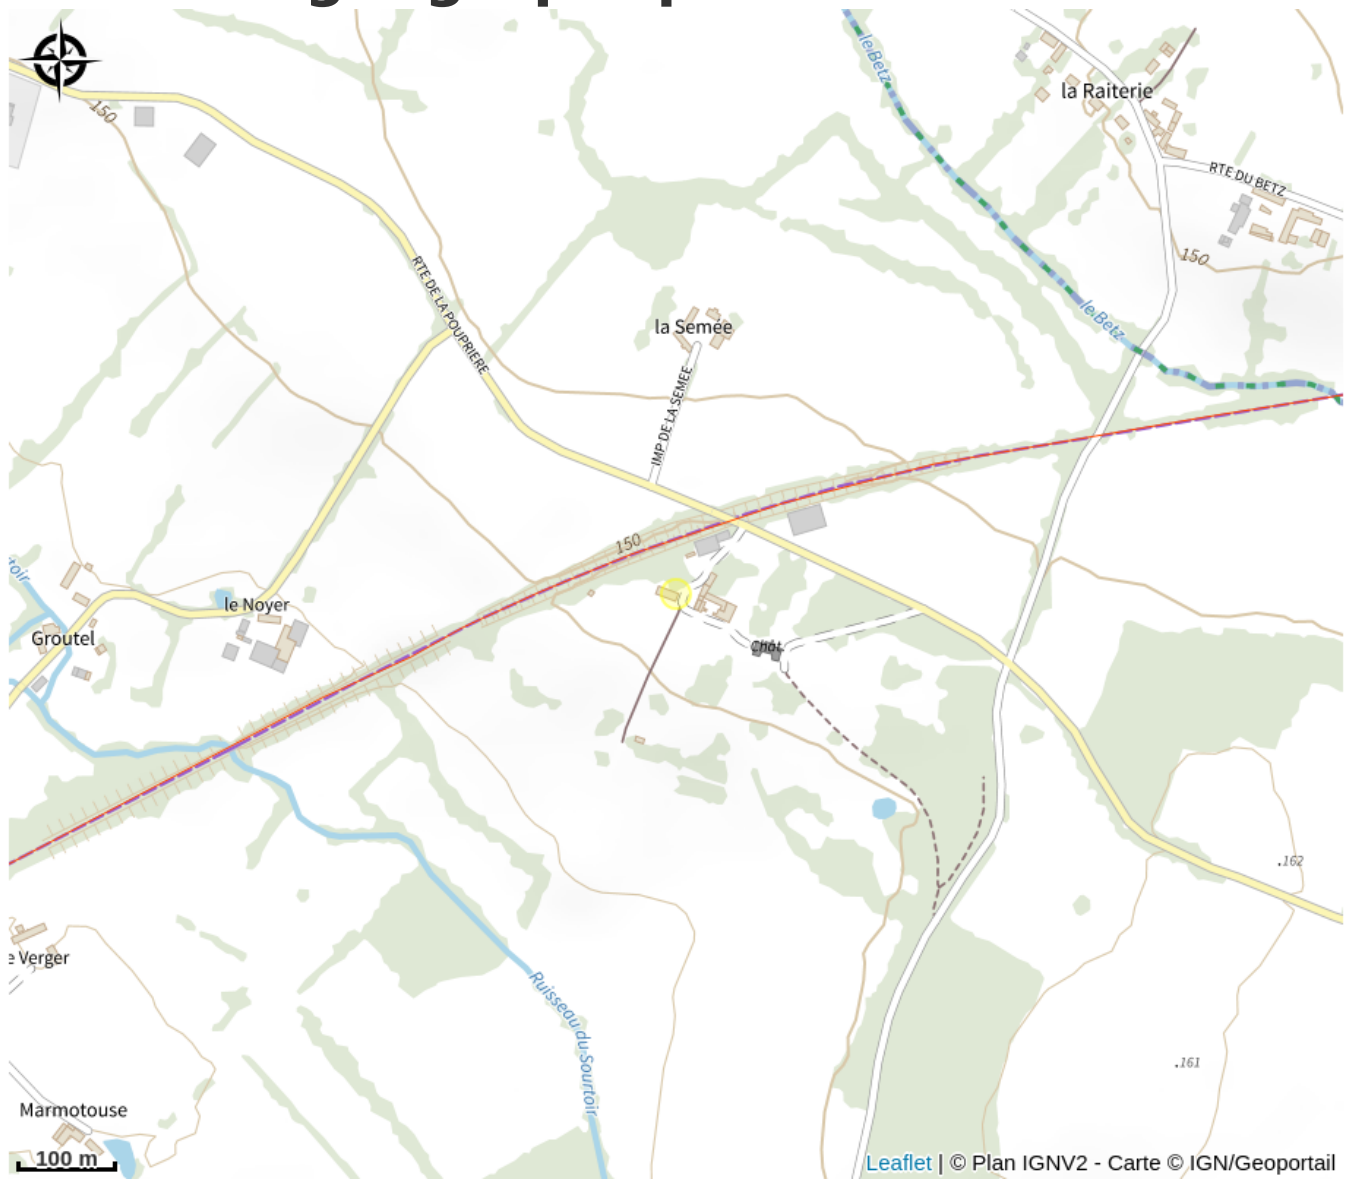 le Betz
la Raiterie
150
RTE DU BETZ
150
RTE DE LA POUPRIERE
la Semée
le Betz
IMP DE LA SEMEE
150
toir
le Noyer
Groutel
Chât.
.162
e Verger
Ruisseau du Sourtoir
.161
Marmotouse
100 m
Leaflet | © Plan IGNV2 - Carte © IGN/Geoportail